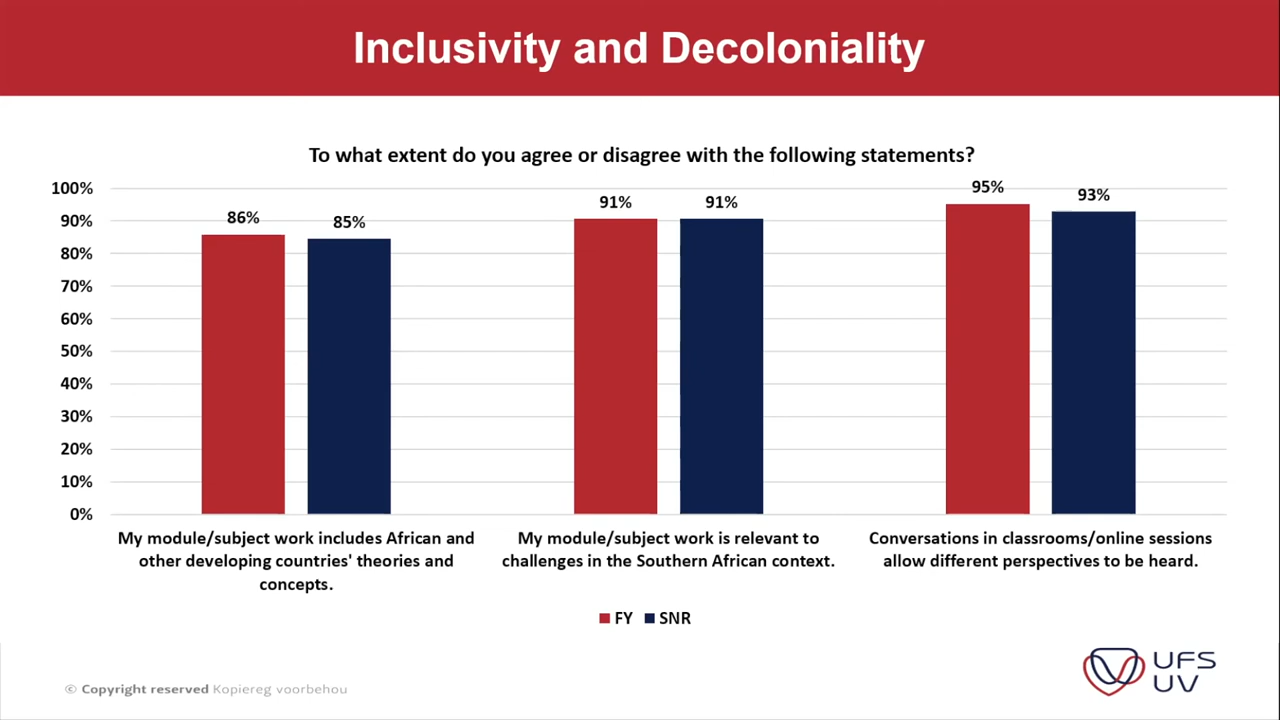 Inclusivity and Decoloniality
To what extent do you agree or disagree with the following statements?
100%
90%
80%
70%
60%
50%
40%
30%
20%
10%
0%
86%
85%
91%
91%
95%
93%
My module/subject work includes African and
other developing countries' theories and
concepts.
My module/subject work is relevant to
challenges in the Southern African context.
Conversations in classrooms/online sessions
allow different perspectives to be heard.
FY SNR
© Copyright reserved Kopiereg voorbehou
UFS
UV